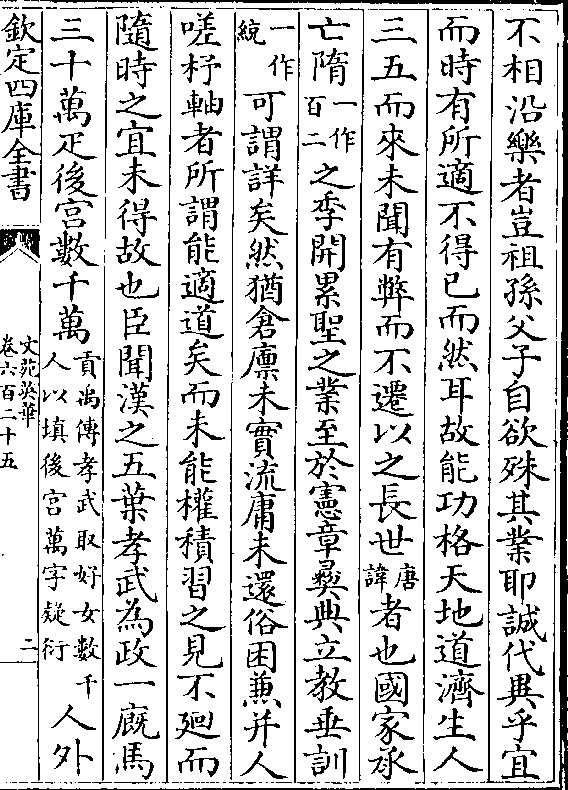 不相沿樂者豈祖孫父子自欲殊其業耶誠代異乎宜
而時有所適不得已而然耳故能功格天地道濟生人
三五而來未聞有弊而不遷以之長世唐諱者也國家承
亡隋一作百二之季開累聖之業至於憲章彛典立教垂訓
一作統可謂詳矣然猶倉廪未實流庸未還俗困兼并人
嗟杼軸者所謂能適道矣而未能權積習之見不廻而
隨時之宜未得故也臣聞漢之五葉孝武為政一廐馬
三十萬疋後宫數千萬貢禹傳孝武取好女數千人以填後宫萬字疑衍人外
欽定四庫全書
文苑英華
卷六百二十五
二